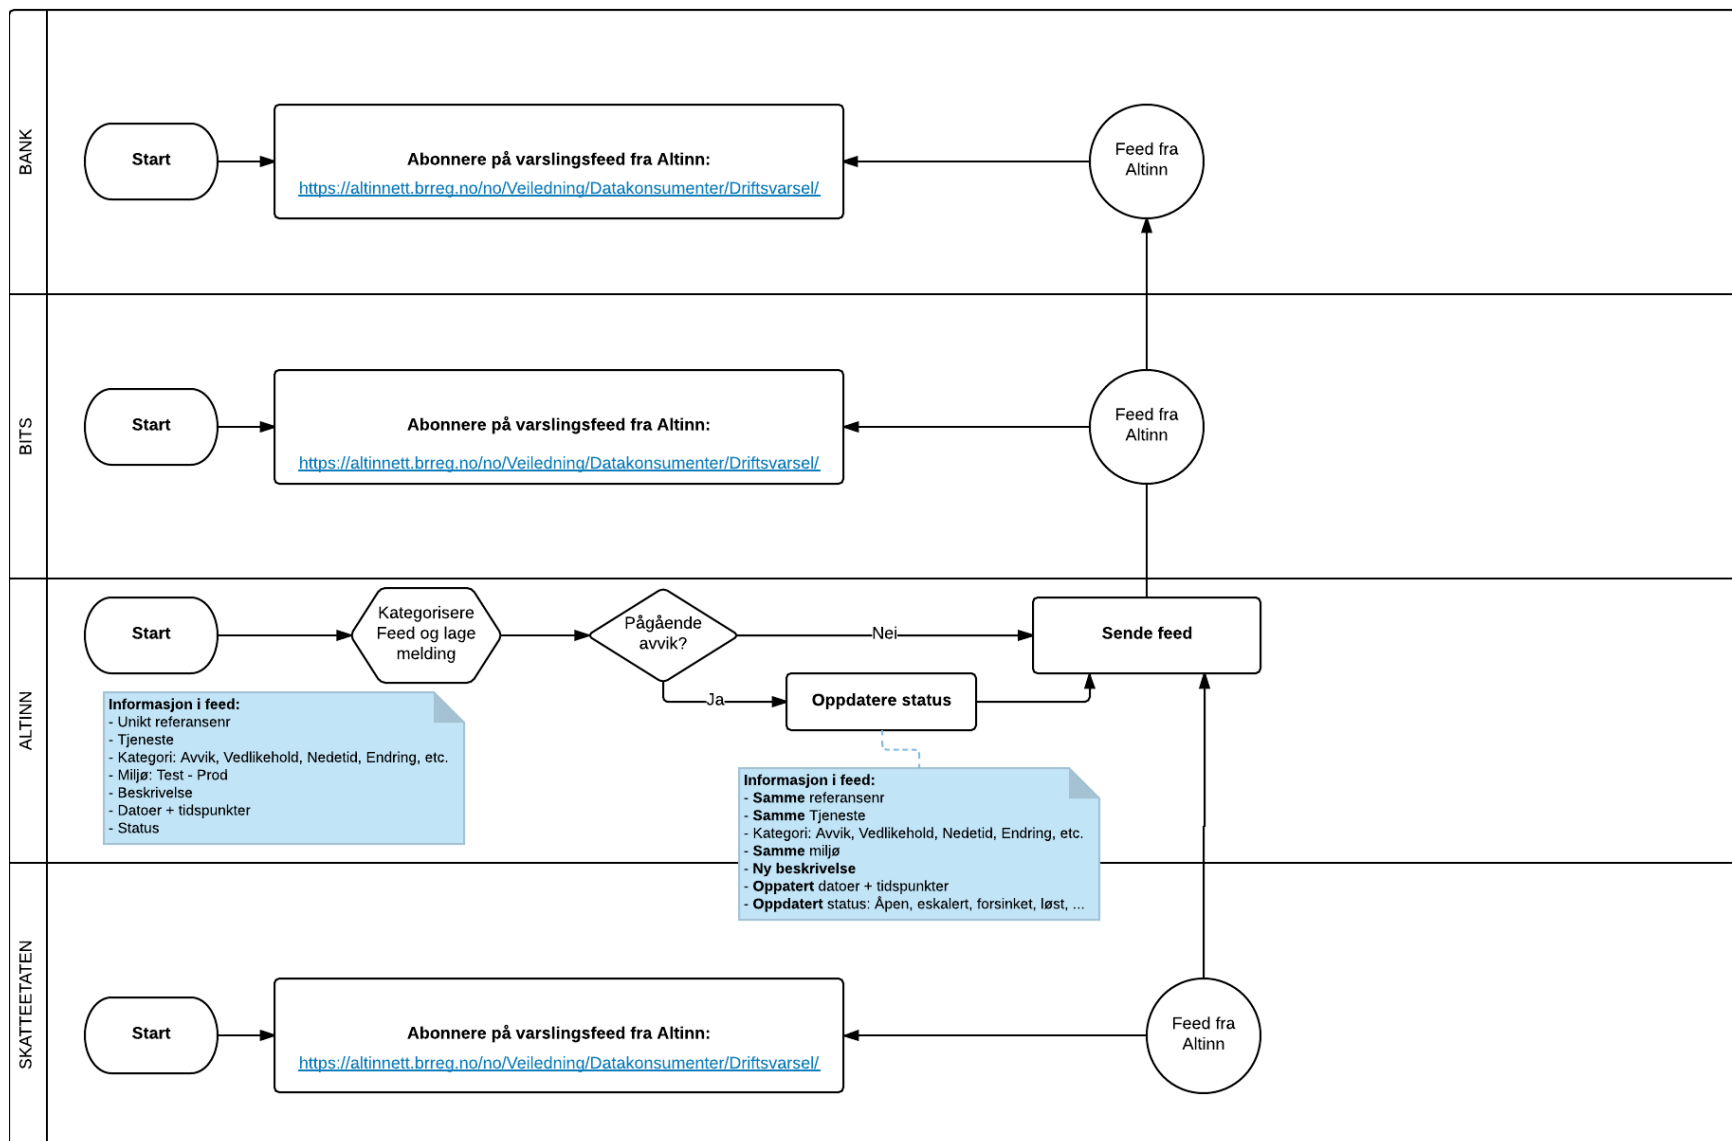 BANK
Start
Abonnere på varslingsfeed fra Altinn:
https://altinnett.brreg.no/no/Veiledning/Datakonsumenter/Driftsvarsel/
Feed fra
Altinn
BITS
Start
Abonnere på varslingsfeed fra Altinn:
https://altinnett.brreg.no/no/Veiledning/Datakonsumenter/Driftsvarsel/
Feed fra
Altinn
ALTINN
Start
Kategorisere
Feed og lage
melding
Pågående
avvik?
Nei
Sende feed
Ja
Oppdatere status
Informasjon i feed:
- Unikt referansenr
- Tjeneste
- Kategori: Avvik, Vedlikehold, Nedetid, Endring, etc.
- Miljø: Test - Prod
- Beskrivelse
- Datoer + tidspunkter
- Status
Informasjon i feed:
- Samme referansenr
- Samme Tjeneste
- Kategori: Avvik, Vedlikehold, Nedetid, Endring, etc.
- Samme miljø
- Ny beskrivelse
- Oppatert datoer + tidspunkter
- Oppdatert status: Åpen, eskalert, forsinket, løst, ...
SKATTEETATEN
Start
Abonnere på varslingsfeed fra Altinn:
https://altinnett.brreg.no/no/Veiledning/Datakonsumenter/Driftsvarsel/
Feed fra
Altinn